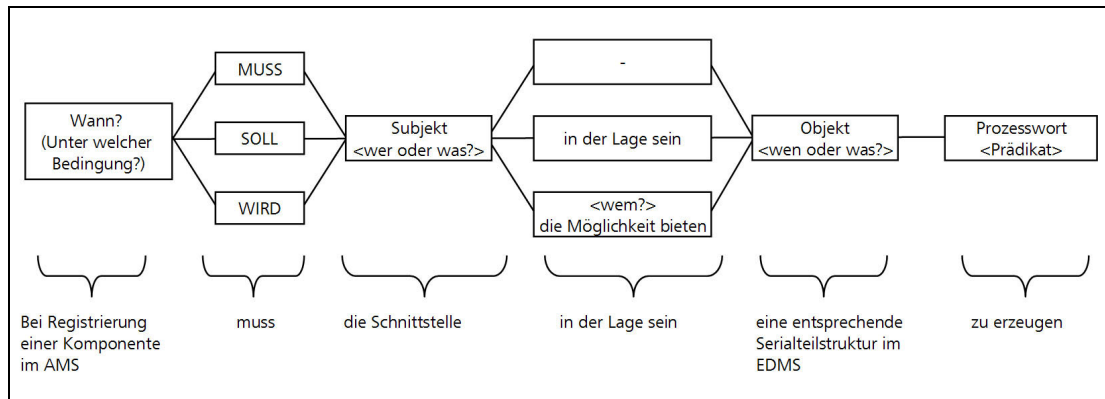 Wann?
(Unter welcher
Bedingung?)
MUSS
SOLL
WIRD
Subjekt
<wer oder was?>
-
in der Lage sein
<wem?>
die Möglichkeit bieten
Objekt
<wen oder was?>
Prozesswort
<Prädikat>
Bei Registrierung
einer Komponente
im AMS
muss
die Schnittstelle
in der Lage sein
eine entsprechende
Serialteilstruktur im
EDMS
zu erzeugen